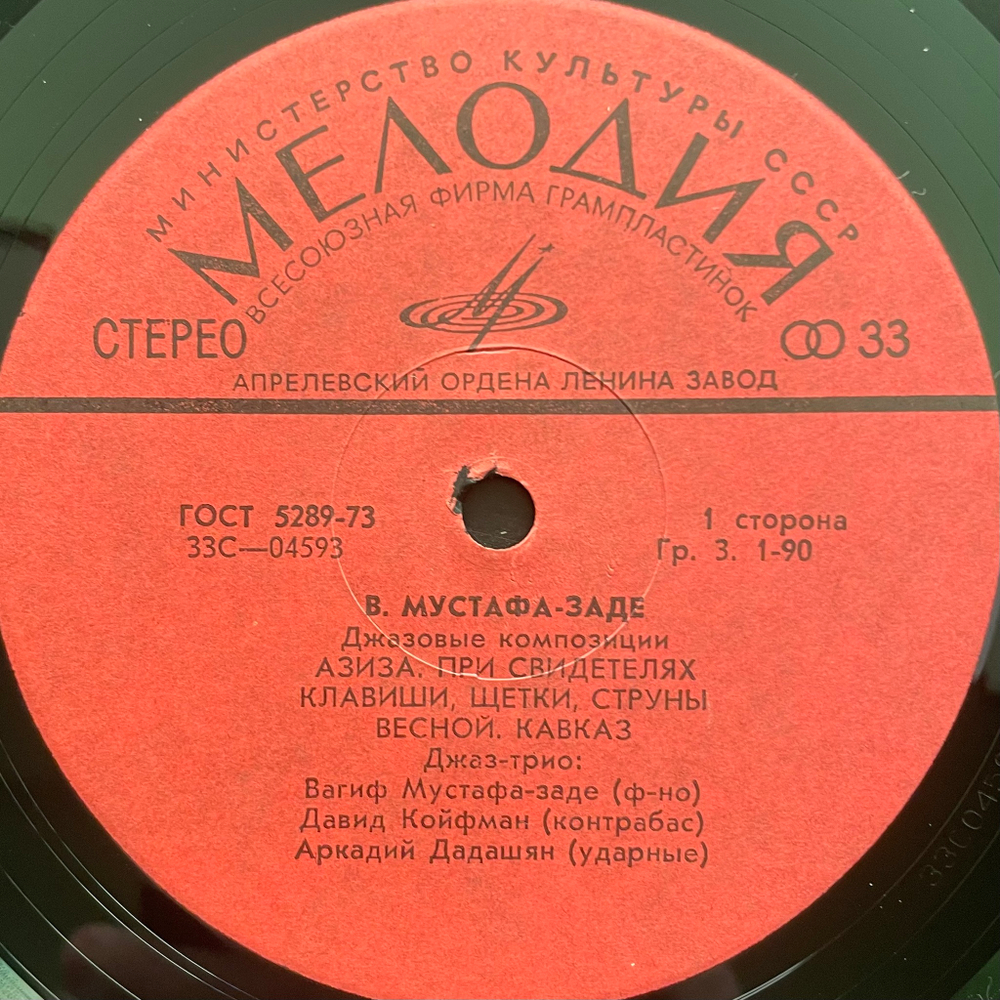 МИНИСТЕРСТВО КУЛЬТУРЫ СССР
МЕЛОДИЯ
ВСЕСОЮЗНАЯ ФИРМА ГРАМПЛАСТИНОК
СТЕРЕО
33
АПРЕЛЕВСКИЙ ОРДЕНА ЛЕНИНА ЗАВОД
ГОСТ 5289-73
1 сторона
33С—04593
Гр. 3. 1-90
В. МУСТАФА-ЗАДЕ
Джазовые композиции
АЗИЗА. ПРИ СВИДЕТЕЛЯХ
КЛАВИШИ, ЩЕТКИ, СТРУНЫ
ВЕСНОЙ. КАВКАЗ
Джаз-трио:
Вагиф Мустафа-заде (ф-но)
Давид Койфман (контрабас)
Аркадий Дадашян (ударные)